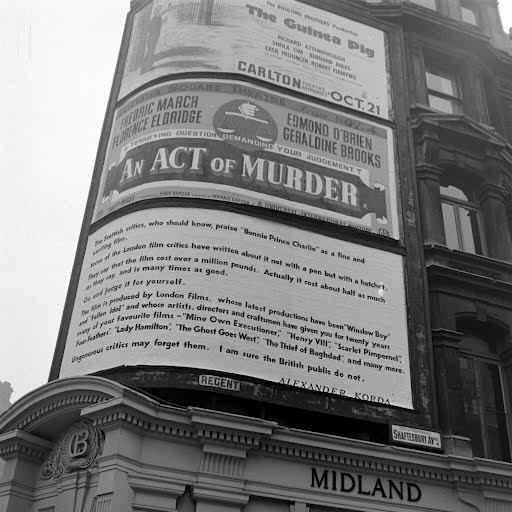 The BOULTING BROTHERS Production
The Guinea Pig
RICHARD ATTENBOROUGH
SHEILA SIM · BERNARD MILES
CECIL TROUNCER · ROBERT FLEMYNG
CARLTON THEATRE HAYMARKET OCT. 21
LEICESTER SQUARE THEATRE from NOV. 4
FREDRIC MARCH
FLORENCE ELDRIDGE
EDMOND O'BRIEN
GERALDINE BROOKS
A TERRIFYING QUESTION DEMANDING YOUR JUDGEMENT
AN ACT OF MURDER
A UNIVERSAL-INTERNATIONAL PICTURE
The Scottish critics, who should know, praise "Bonnie Prince Charlie" as a fine and
exciting film.
Some of the London film critics have written about it not with a pen but with a hatchet.
They say that the film cost over a million pounds. Actually it cost about half as much
as they say, and is many times as good.
Go and judge it for yourself.
The film is produced by London Films, whose latest productions have been "Winslow Boy"
and "Fallen Idol" and whose artists, directors and craftsmen have given you for twenty years
many of your favourite films – "Mine Own Executioner," "Henry VIII", "Scarlet Pimpernel",
"Four Feathers", "Lady Hamilton", "The Ghost Goes West", "The Thief of Baghdad", and many more.
Ungenerous critics may forget them. I am sure the British public do not.
ALEXANDER KORDA
REGENT
SHAFTESBURY AV.
B
MIDLAND